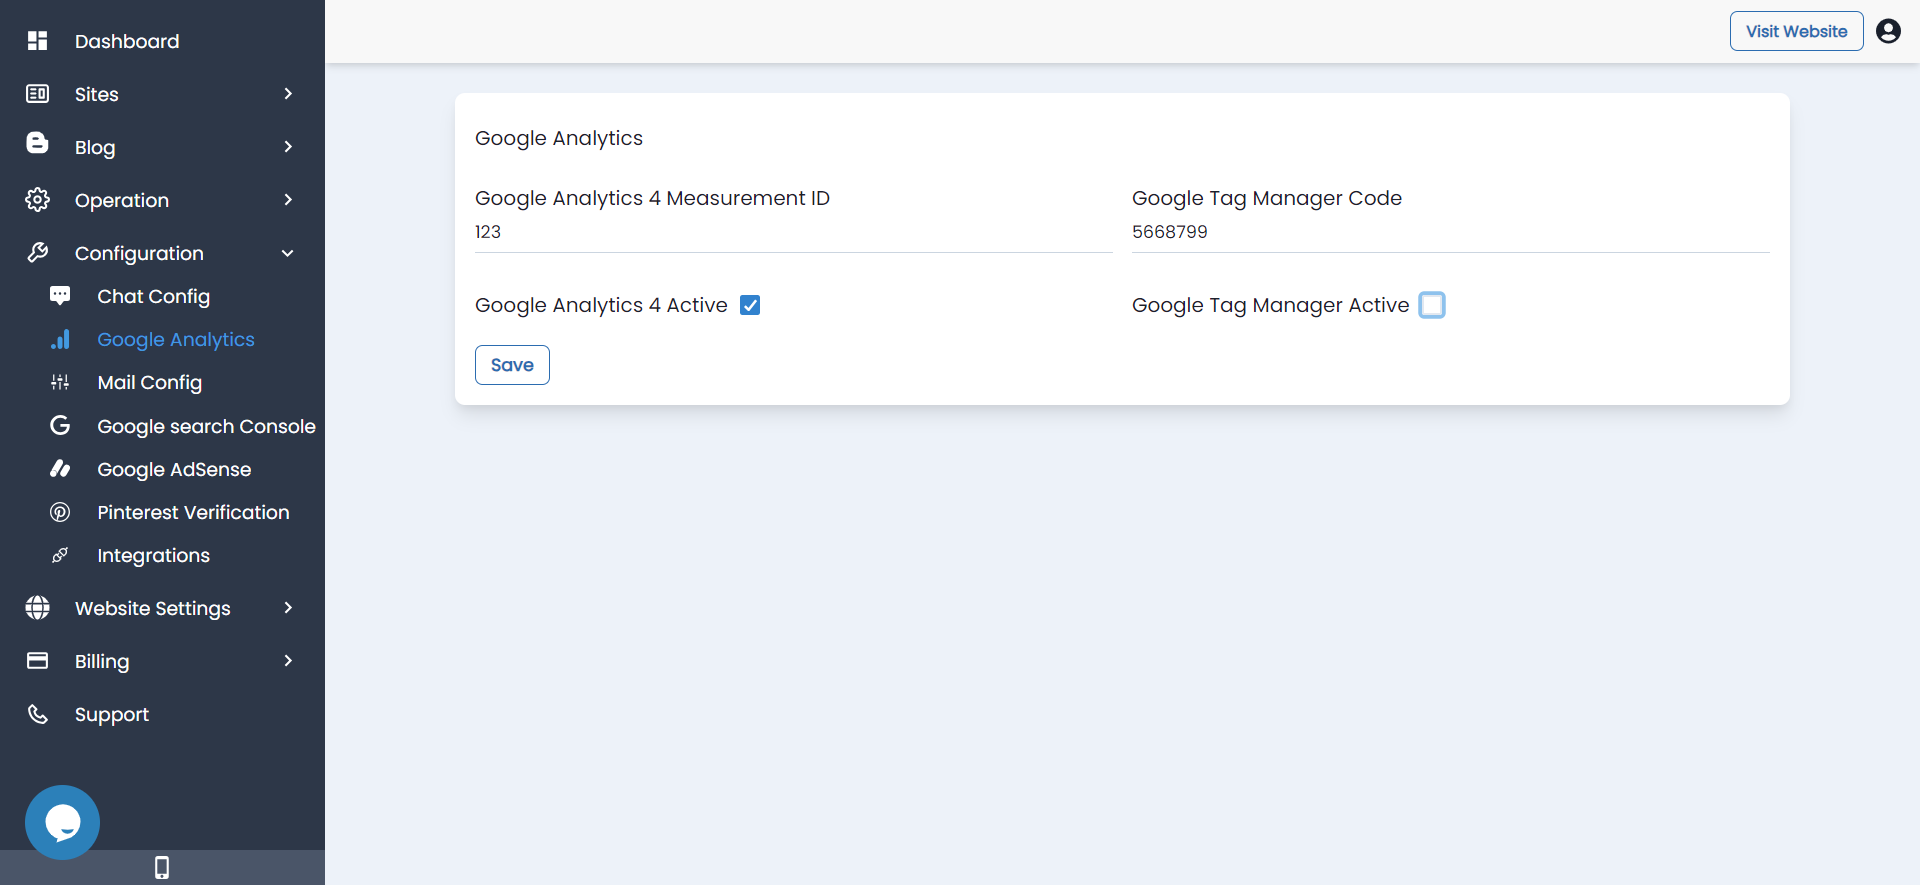 Dashboard
Sites
Blog
Operation
Configuration
Chat Config
Google Analytics
Mail Config
Google search Console
Google AdSense
Pinterest Verification
Integrations
Website Settings
Billing
Support
Visit Website
Google Analytics
Google Analytics 4 Measurement ID
123
Google Tag Manager Code
5668799
Google Analytics 4 Active
Google Tag Manager Active
Save